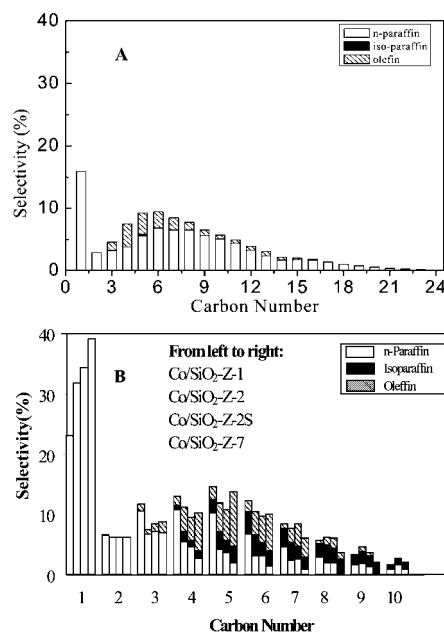 40
30
20
10
0
Selectivity (%)
A
n-paraffin
iso-paraffin
olefin
0 3 6 9 12 15 18 21 24
Carbon Number
40
30
20
10
0
Selectivity(%)
B
From left to right:
Co/SiO₂-Z-1
Co/SiO₂-Z-2
Co/SiO₂-Z-2S
Co/SiO₂-Z-7
n-Paraffin
Isoparaffin
Oleffin
1 2 3 4 5 6 7 8 9 10
Carbon Number